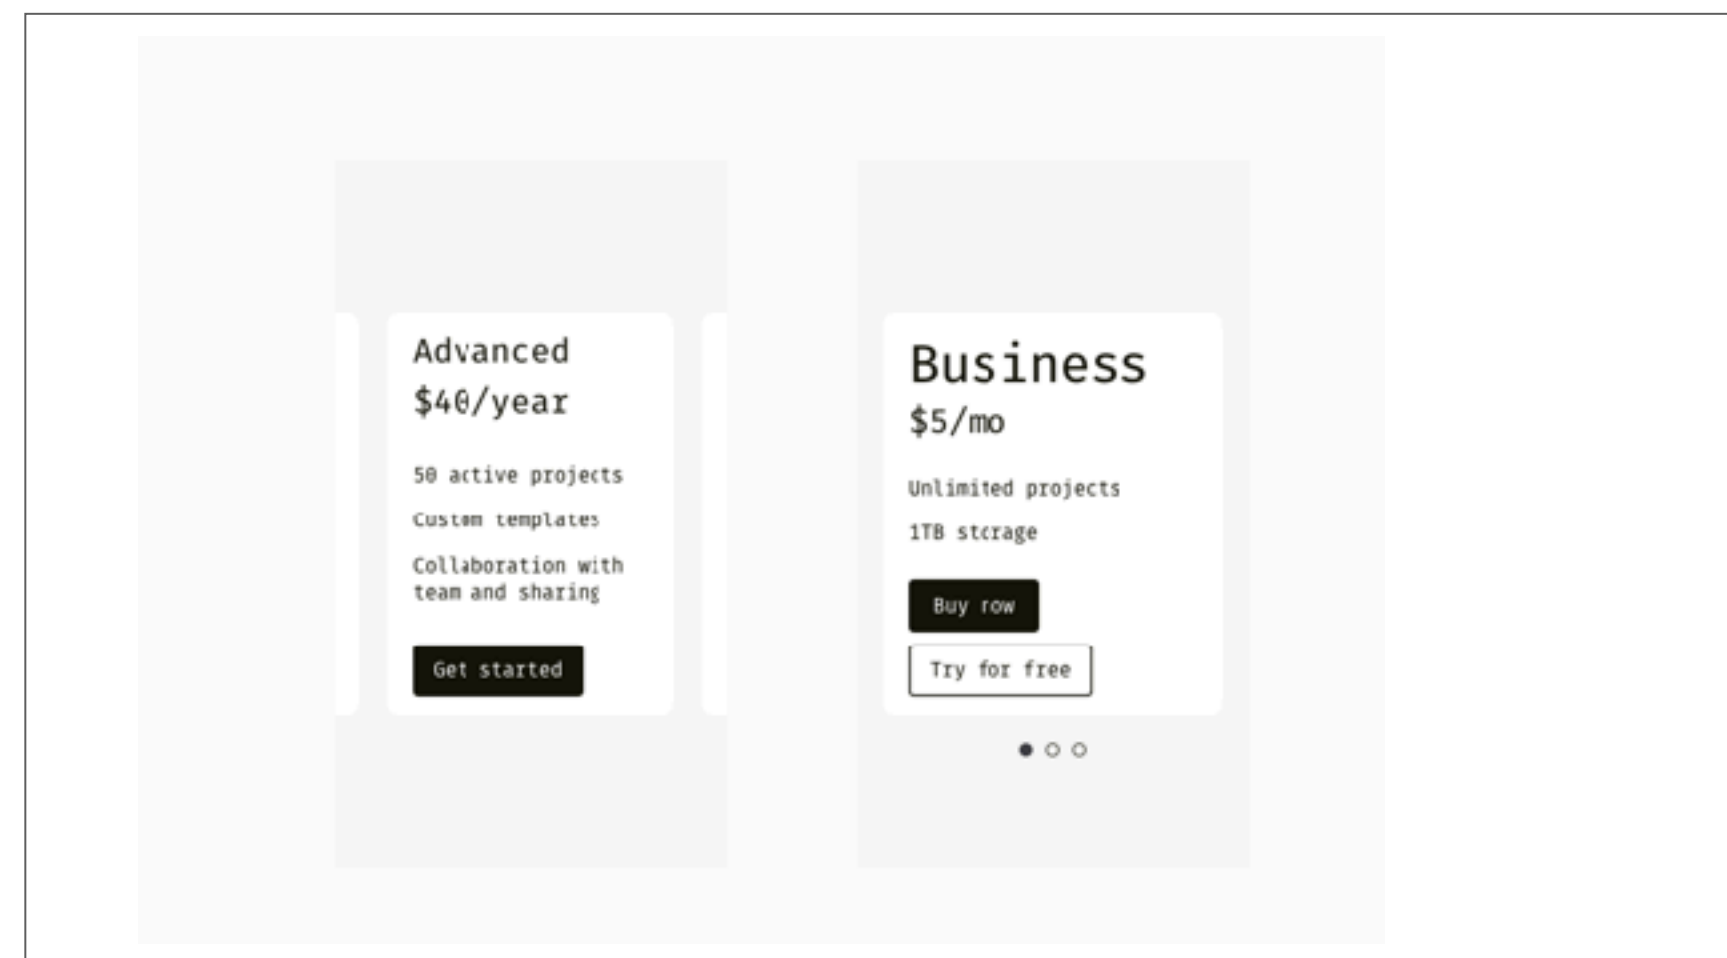 Advanced
$40/year
50 active projects
Custom templates
Collaboration with
team and sharing
Get started
Business
$5/mo
Unlimited projects
1TB storage
Buy row
Try for free